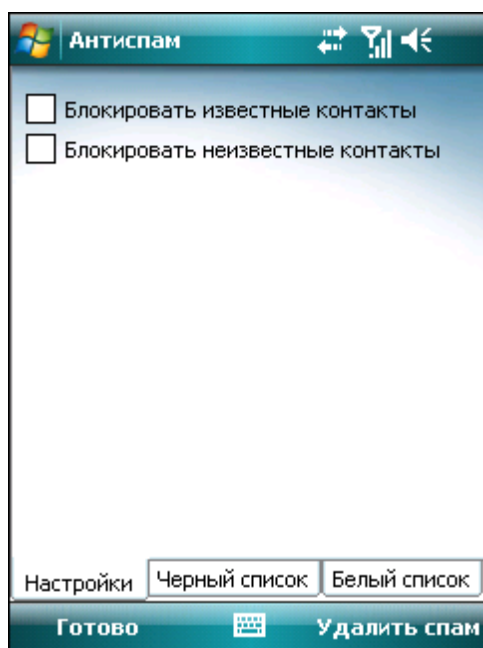 Антиспам
Блокировать известные контакты
Блокировать неизвестные контакты
Настройки Черный список Белый список
Готово Удалить спам